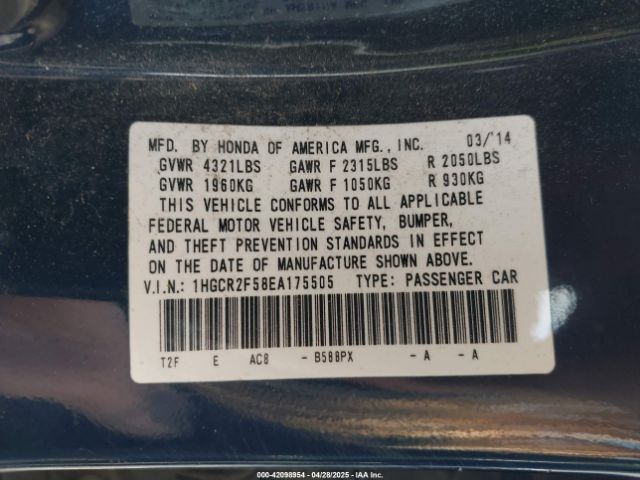 MFD. BY HONDA OF AMERICA MFG., INC. 03/14
GVWR 4321LBS GAWR F 2315LBS R 2050LBS
GVWR 1960KG GAWR F 1050KG R 930KG
THIS VEHICLE CONFORMS TO ALL APPLICABLE
FEDERAL MOTOR VEHICLE SAFETY, BUMPER,
AND THEFT PREVENTION STANDARDS IN EFFECT
ON THE DATE OF MANUFACTURE SHOWN ABOVE.
V.I.N.: 1HGCR2F58EA175505 TYPE: PASSENGER CAR
T2F E AC8 - B588PX - A - A
000-42098954 - 04/28/2025 - IAA Inc.